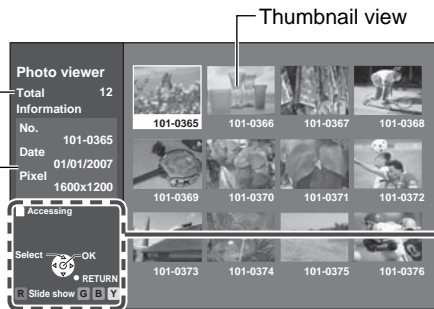 Thumbnail view
Photo viewer
Total 12
Information
No.
101-0365
Date
01/01/2007
Pixel
1600x1200
Accessing
Select OK
RETURN
R Slide show G B Y
101-0365 101-0366 101-0367 101-0368
101-0369 101-0370 101-0371 101-0372
101-0373 101-0374 101-0375 101-0376